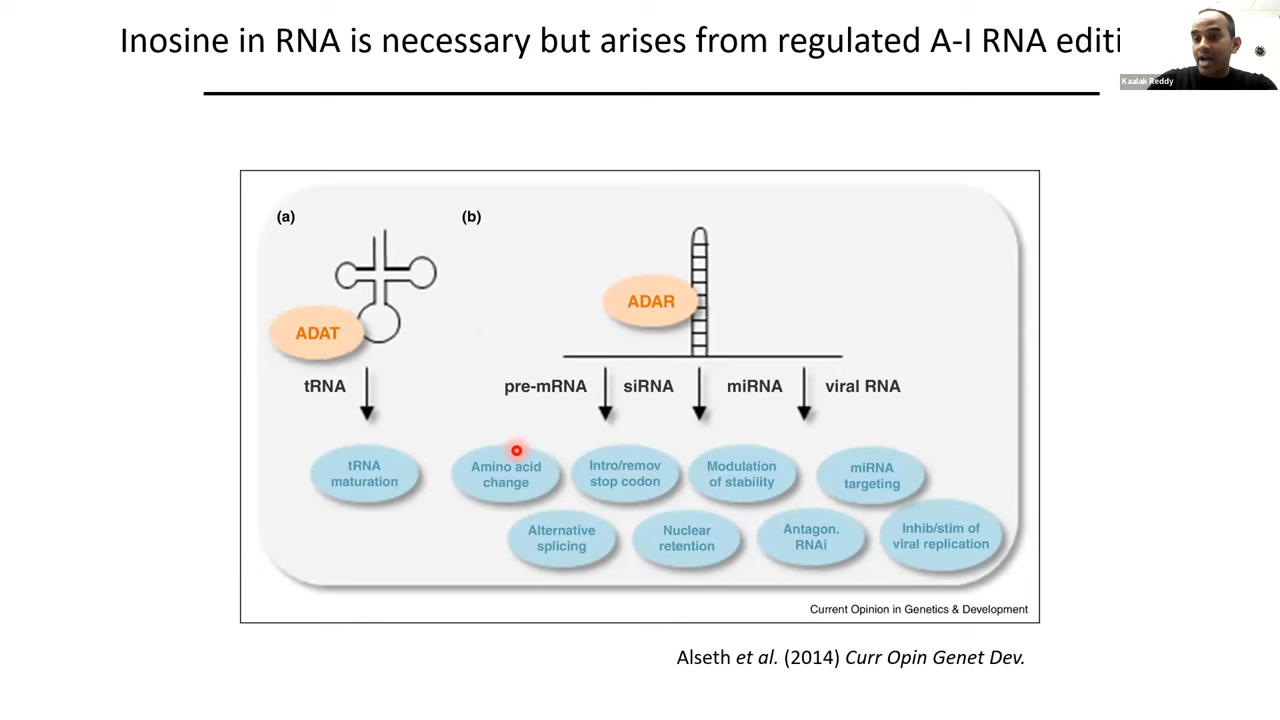 Inosine in RNA is necessary but arises from regulated A-I RNA editi
Kaalak Reddy
(a)
(b)
ADAT
ADAR
tRNA
pre-mRNA
siRNA
miRNA
viral RNA
tRNA
maturation
Amino acid
change
Intro/remov
stop codon
Modulation
of stability
miRNA
targeting
Alternative
splicing
Nuclear
retention
Antagon.
RNAi
Inhib/stim of
viral replication
Current Opinion in Genetics & Development
Alseth et al. (2014) Curr Opin Genet Dev.